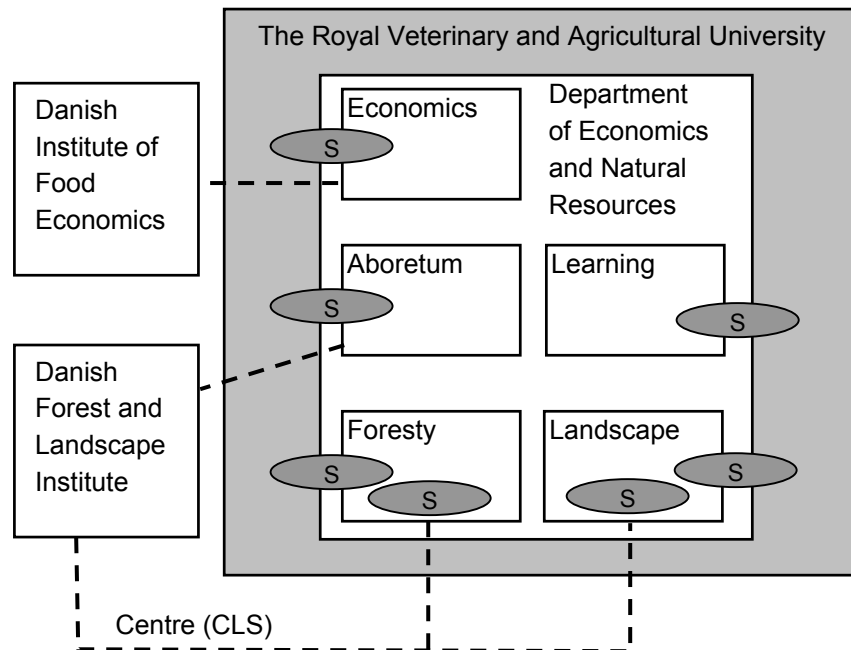 The Royal Veterinary and Agricultural University
Danish
Institute of
Food
Economics
Economics
S
Department
of Economics
and Natural
Resources
Aboretum
S
Learning
S
Danish
Forest and
Landscape
Institute
Foresty
S
S
Landscape
S
S
Centre (CLS)